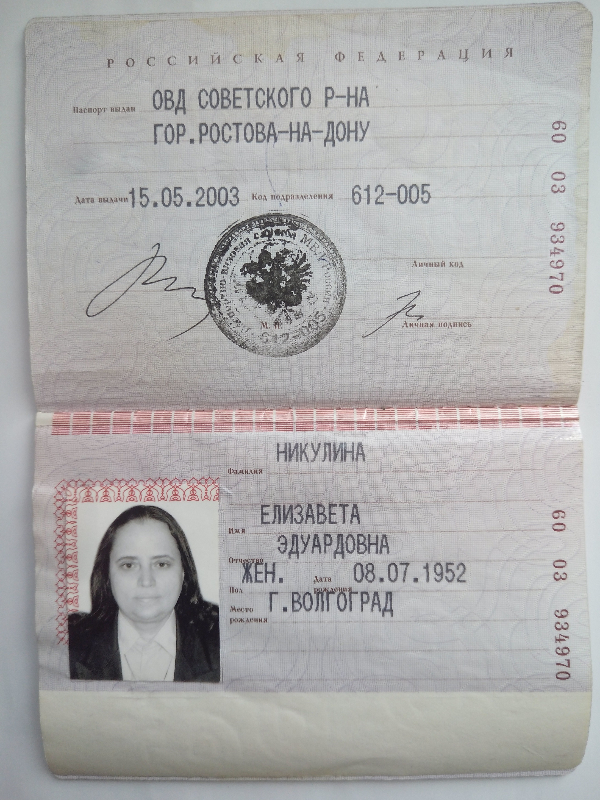 РОССИЙСКАЯ ФЕДЕРАЦИЯ
Паспорт выдан ОВД СОВЕТСКОГО Р-НА
ГОР.РОСТОВА-НА-ДОНУ
Дата выдачи 15.05.2003 Код подразделения 612-005
Личный код
М. П.
Личная подпись
612-005
60 03 934970
НИКУЛИНА
Фамилия
ЕЛИЗАВЕТА
Имя
ЭДУАРДОВНА
Отчество
ЖЕН. Дата рождения 08.07.1952
Пол
Место рождения Г.ВОЛГОГРАД
60 03 934970